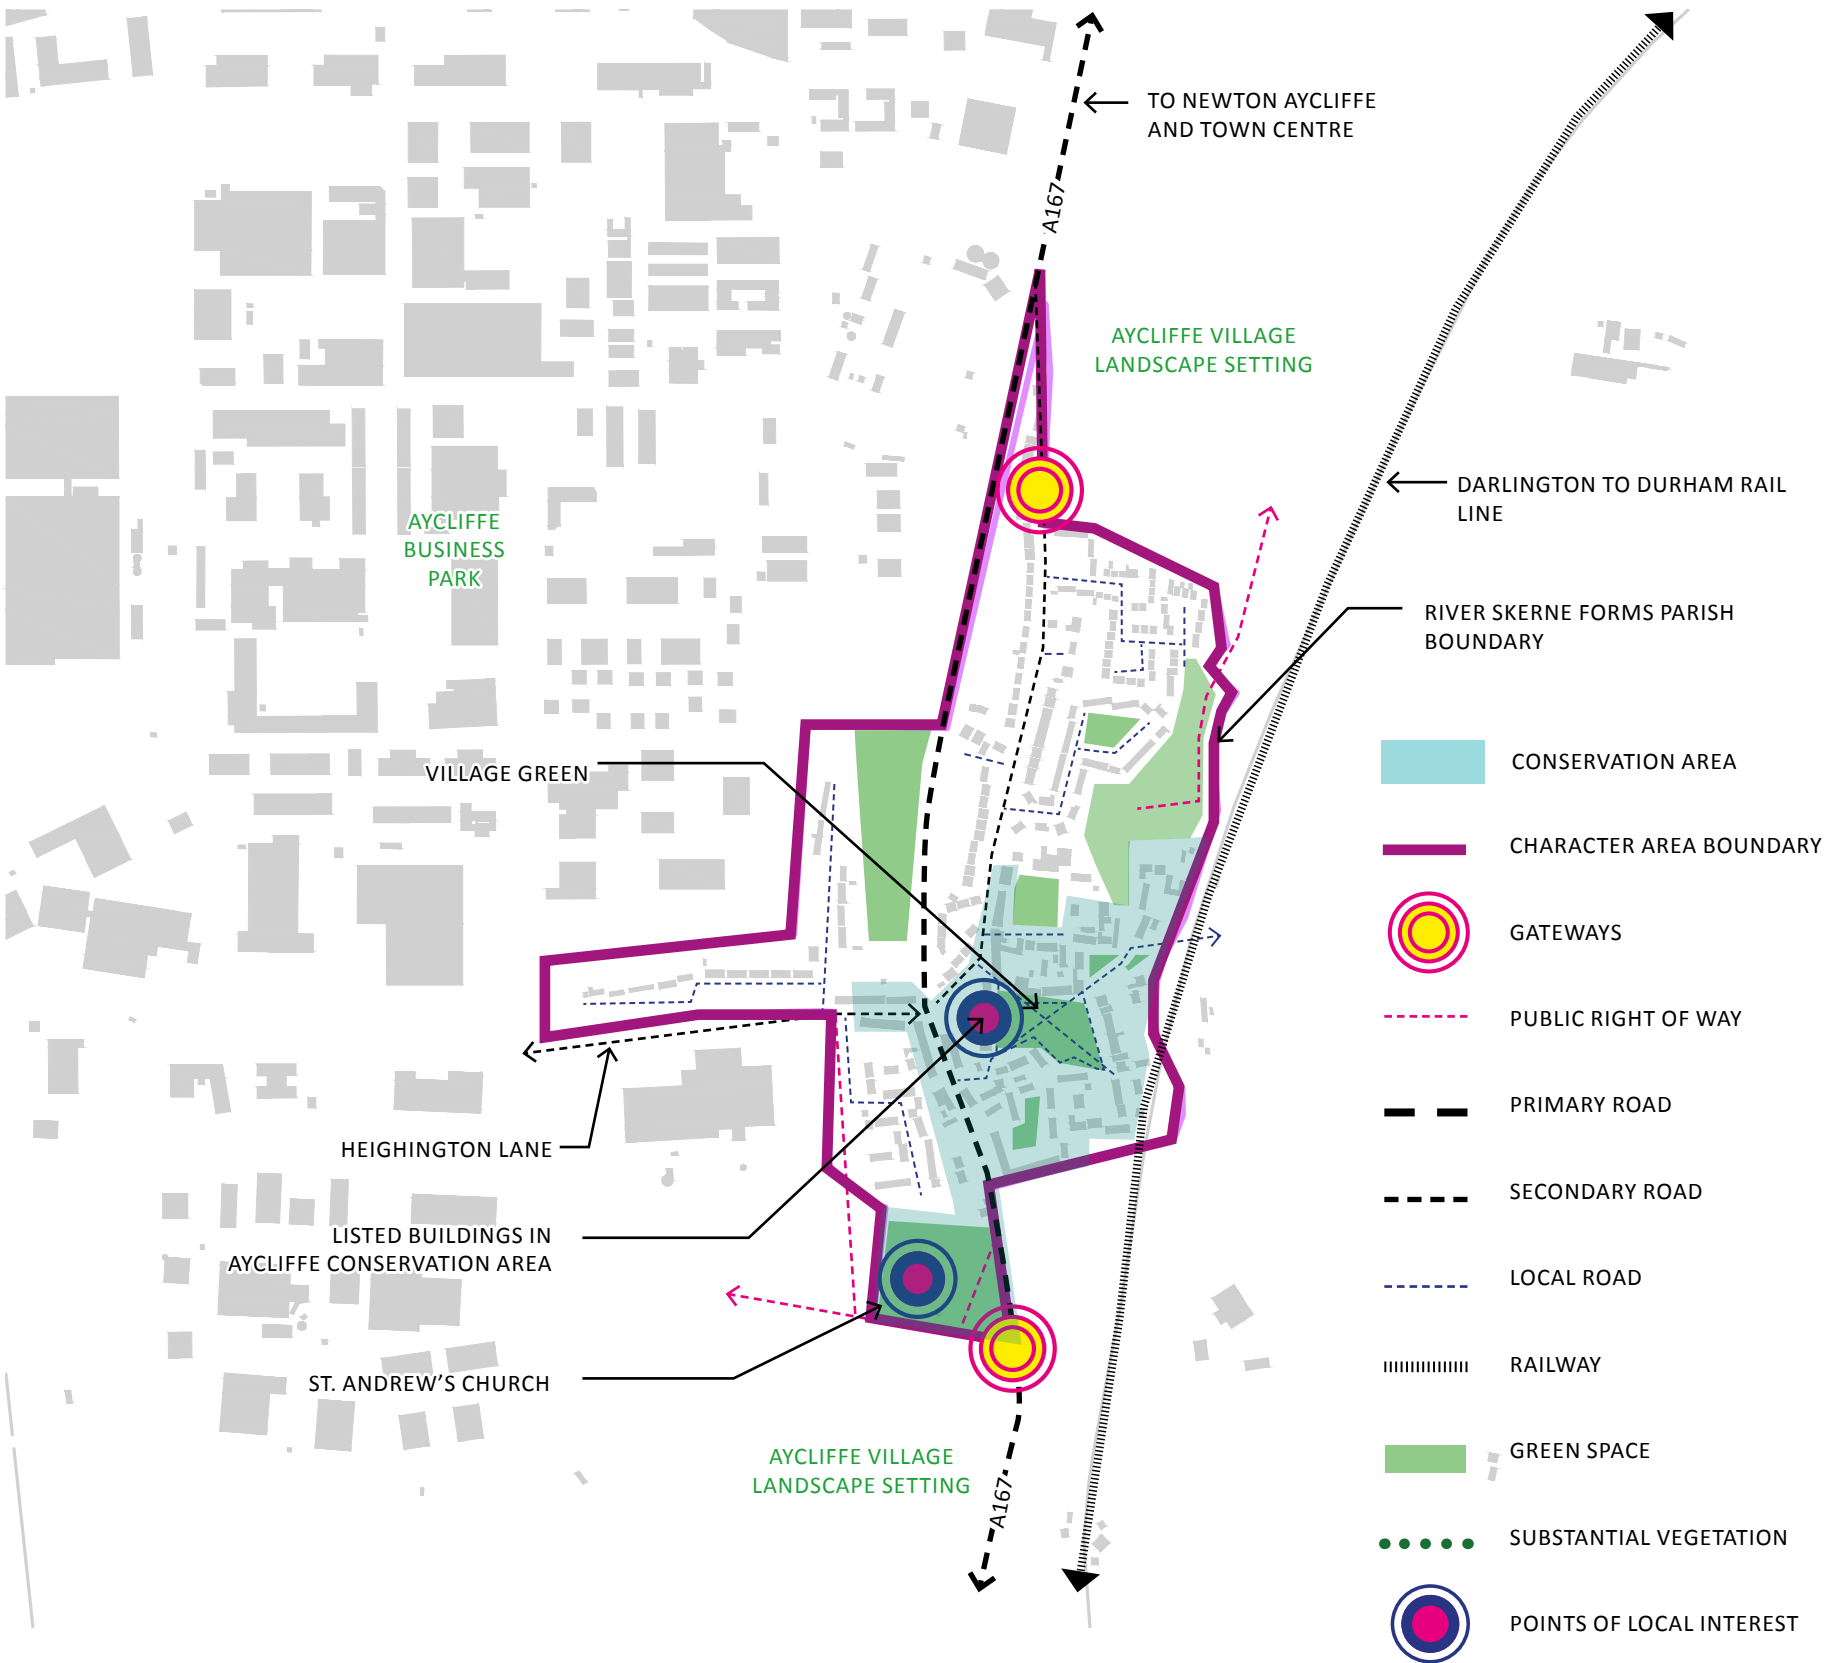 TO NEWTON AYCLIFFE
AND TOWN CENTRE
A167
AYCLIFFE VILLAGE
LANDSCAPE SETTING
DARLINGTON TO DURHAM RAIL
LINE
AYCLIFFE
BUSINESS
PARK
RIVER SKERNE FORMS PARISH
BOUNDARY
VILLAGE GREEN
HEIGHINGTON LANE
LISTED BUILDINGS IN
AYCLIFFE CONSERVATION AREA
ST. ANDREW’S CHURCH
AYCLIFFE VILLAGE
LANDSCAPE SETTING
A167
CONSERVATION AREA
CHARACTER AREA BOUNDARY
GATEWAYS
PUBLIC RIGHT OF WAY
PRIMARY ROAD
SECONDARY ROAD
LOCAL ROAD
RAILWAY
GREEN SPACE
SUBSTANTIAL VEGETATION
POINTS OF LOCAL INTEREST